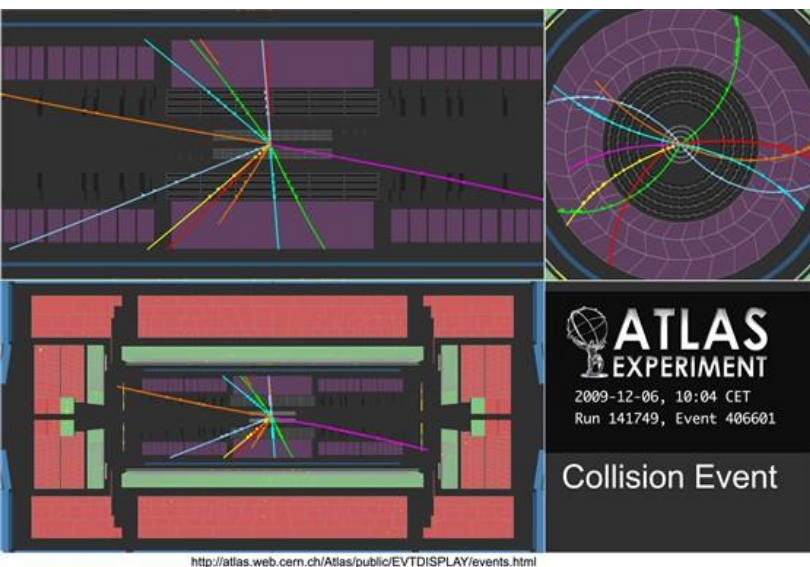 ATLAS
EXPERIMENT
2009-12-06, 10:04 CET
Run 141749, Event 406601
Collision Event
http://atlas.web.cern.ch/Atlas/public/EVTDISPLAY/events.html